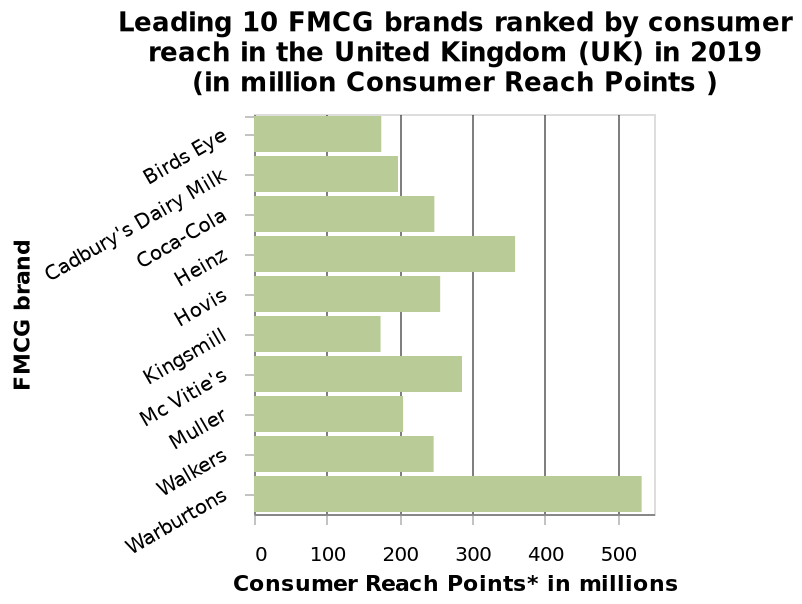 Leading 10 FMCG brands ranked by consumer
reach in the United Kingdom (UK) in 2019
(in million Consumer Reach Points )
FMCG brand
Birds Eye
Cadbury's Dairy Milk
Coca-Cola
Heinz
Hovis
Kingsmill
Mc Vitie's
Muller
Walkers
Warburtons
0 100 200 300 400 500
Consumer Reach Points* in millions